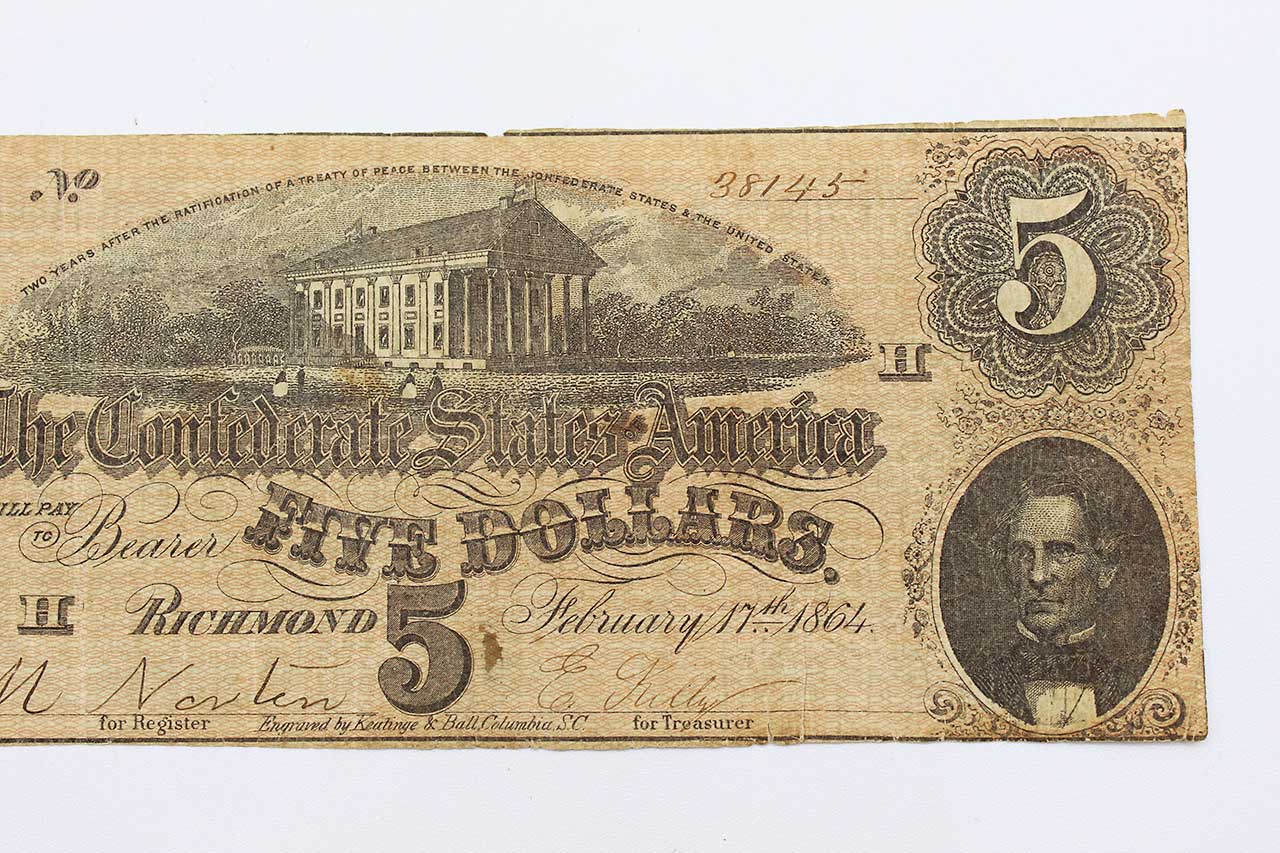 No 38145
5
TWO YEARS AFTER THE RATIFICATION OF A TREATY OF PEACE BETWEEN THE CONFEDERATE STATES & THE UNITED STATES
H
The Confederate States of America
ILL PAY TO Bearer FIVE DOLLARS.
H RICHMOND 5 February 17th 1864.
M Norten E. Kelly
for Register Engraved by Keatinge & Ball, Columbia, S.C. for Treasurer